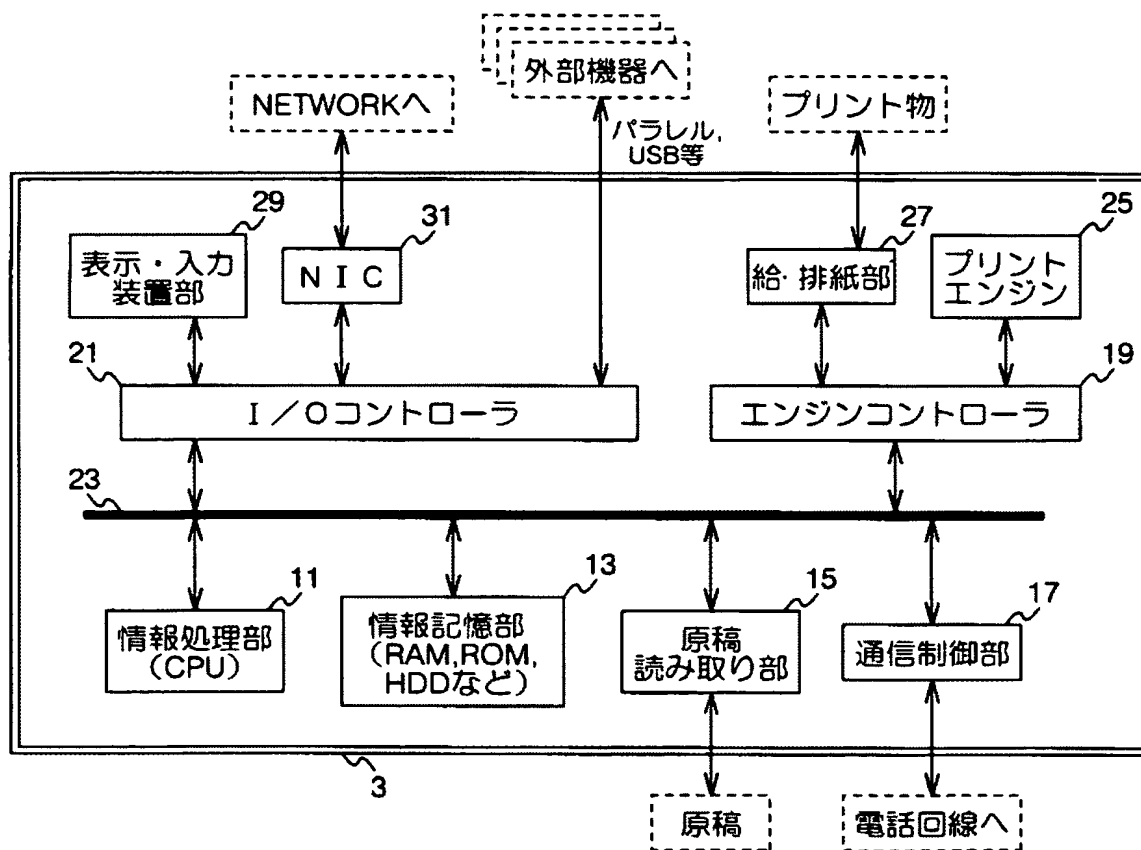 外部機器へ
NETWORKへ
プリント物
パラレル,
USB等
29
31
27
25
表示・入力
装置部
NIC
給・排紙部
プリント
エンジン
21
19
I/Oコントローラ
エンジンコントローラ
23
11
13
15
17
情報処理部
(CPU)
情報記憶部
(RAM,ROM,
HDDなど)
原稿
読み取り部
通信制御部
3
原稿
電話回線へ